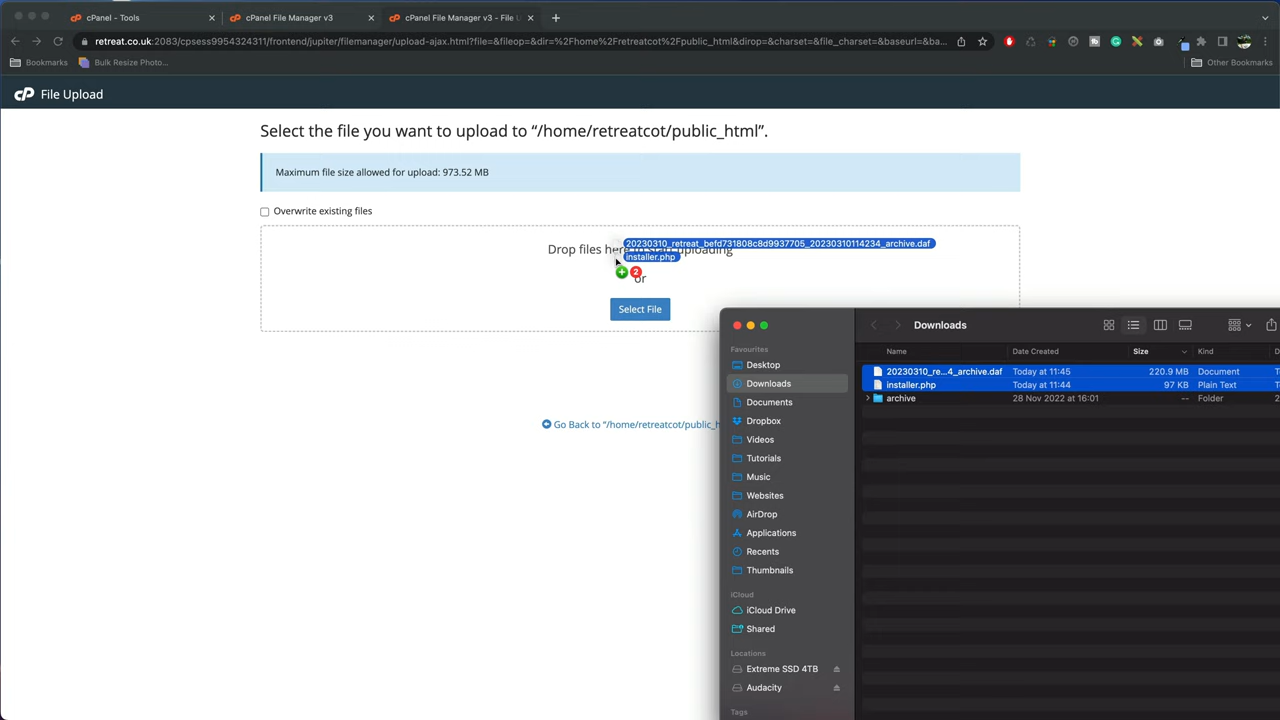 cPanel - Tools
cPanel File Manager v3
cPanel File Manager v3 - File U
retreat.co.uk:2083/cpsess9954324311/frontend/jupiter/filemanager/upload-ajax.html?file=&fileop=&dir=%2Fhome%2Fretreatcot%2Fpublic_html&dirop=&charset=&file_charset=&baseurl=&ba...
Bookmarks
Bulk Resize Photo...
Other Bookmarks
cP File Upload
Select the file you want to upload to “/home/retreatcot/public_html”.
Maximum file size allowed for upload: 973.52 MB
Overwrite existing files
20230310_retreat_befd731808c8d9937705_20230310114234_archive.daf
Drop files here to start uploading
installer.php
2
or
Select File
Go Back to “/home/retreatcot/public_h
Downloads
Favourites
Desktop
Downloads
Documents
Dropbox
Videos
Tutorials
Music
Websites
AirDrop
Applications
Recents
Thumbnails
iCloud
iCloud Drive
Shared
Locations
Extreme SSD 4TB
Audacity
Tags
Name Date Created Size Kind D
20230310_re...4_archive.daf Today at 11:45 220.9 MB Document To
installer.php Today at 11:44 97 KB Plain Text To
archive 28 Nov 2022 at 16:01 -- Folder 2